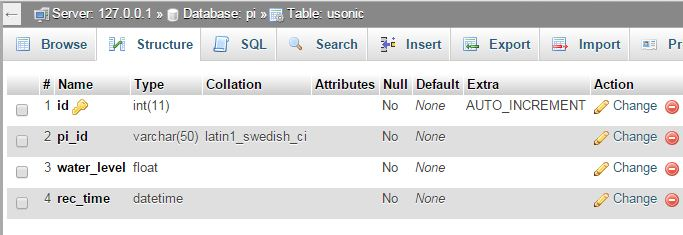 Server: 127.0.0.1 » Database: pi » Table: usonic
Browse Structure SQL Search Insert Export Import Pr
# Name Type Collation Attributes Null Default Extra Action
1 id int(11) No None AUTO_INCREMENT Change
2 pi_id varchar(50) latin1_swedish_ci No None Change
3 water_level float No None Change
4 rec_time datetime No None Change